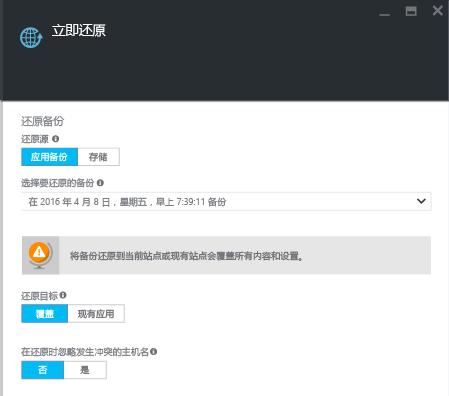 立即还原
还原备份
还原源
应用备份 存储
选择要还原的备份
在 2016 年 4 月 8 日，星期五，早上 7:39:11 备份
将备份还原到当前站点或现有站点会覆盖所有内容和设置。
还原目标
覆盖 现有应用
在还原时忽略发生冲突的主机名
否 是